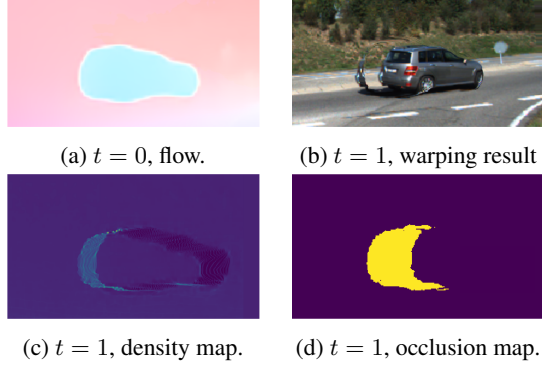 (a) t = 0, flow.
(b) t = 1, warping result
(c) t = 1, density map.
(d) t = 1, occlusion map.